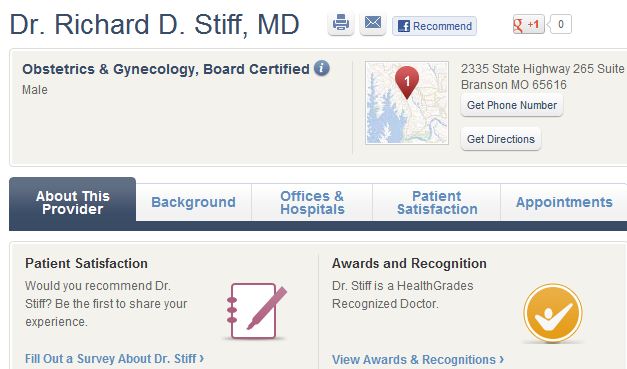 Dr. Richard D. Stiff, MD
Recommend
g +1
0
Obstetrics & Gynecology, Board Certified i
Male
1
2335 State Highway 265 Suite
Branson MO 65616
Get Phone Number
Get Directions
About This
Provider
Background
Offices &
Hospitals
Patient
Satisfaction
Appointments
Patient Satisfaction
Would you recommend Dr.
Stiff? Be the first to share your
experience.
Fill Out a Survey About Dr. Stiff ›
Awards and Recognition
Dr. Stiff is a HealthGrades
Recognized Doctor.
View Awards & Recognitions ›